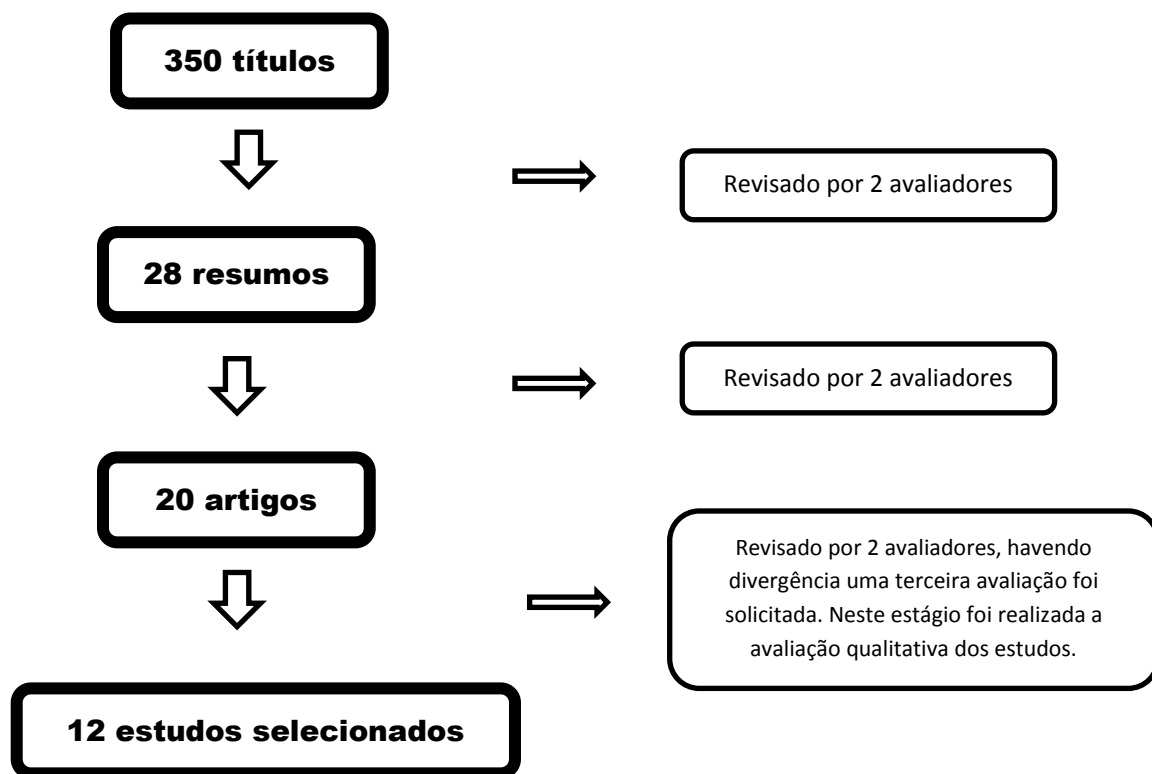 350 títulos
Revisado por 2 avaliadores
28 resumos
Revisado por 2 avaliadores
20 artigos
Revisado por 2 avaliadores, havendo
divergência uma terceira avaliação foi
solicitada. Neste estágio foi realizada a
avaliação qualitativa dos estudos.
12 estudos selecionados